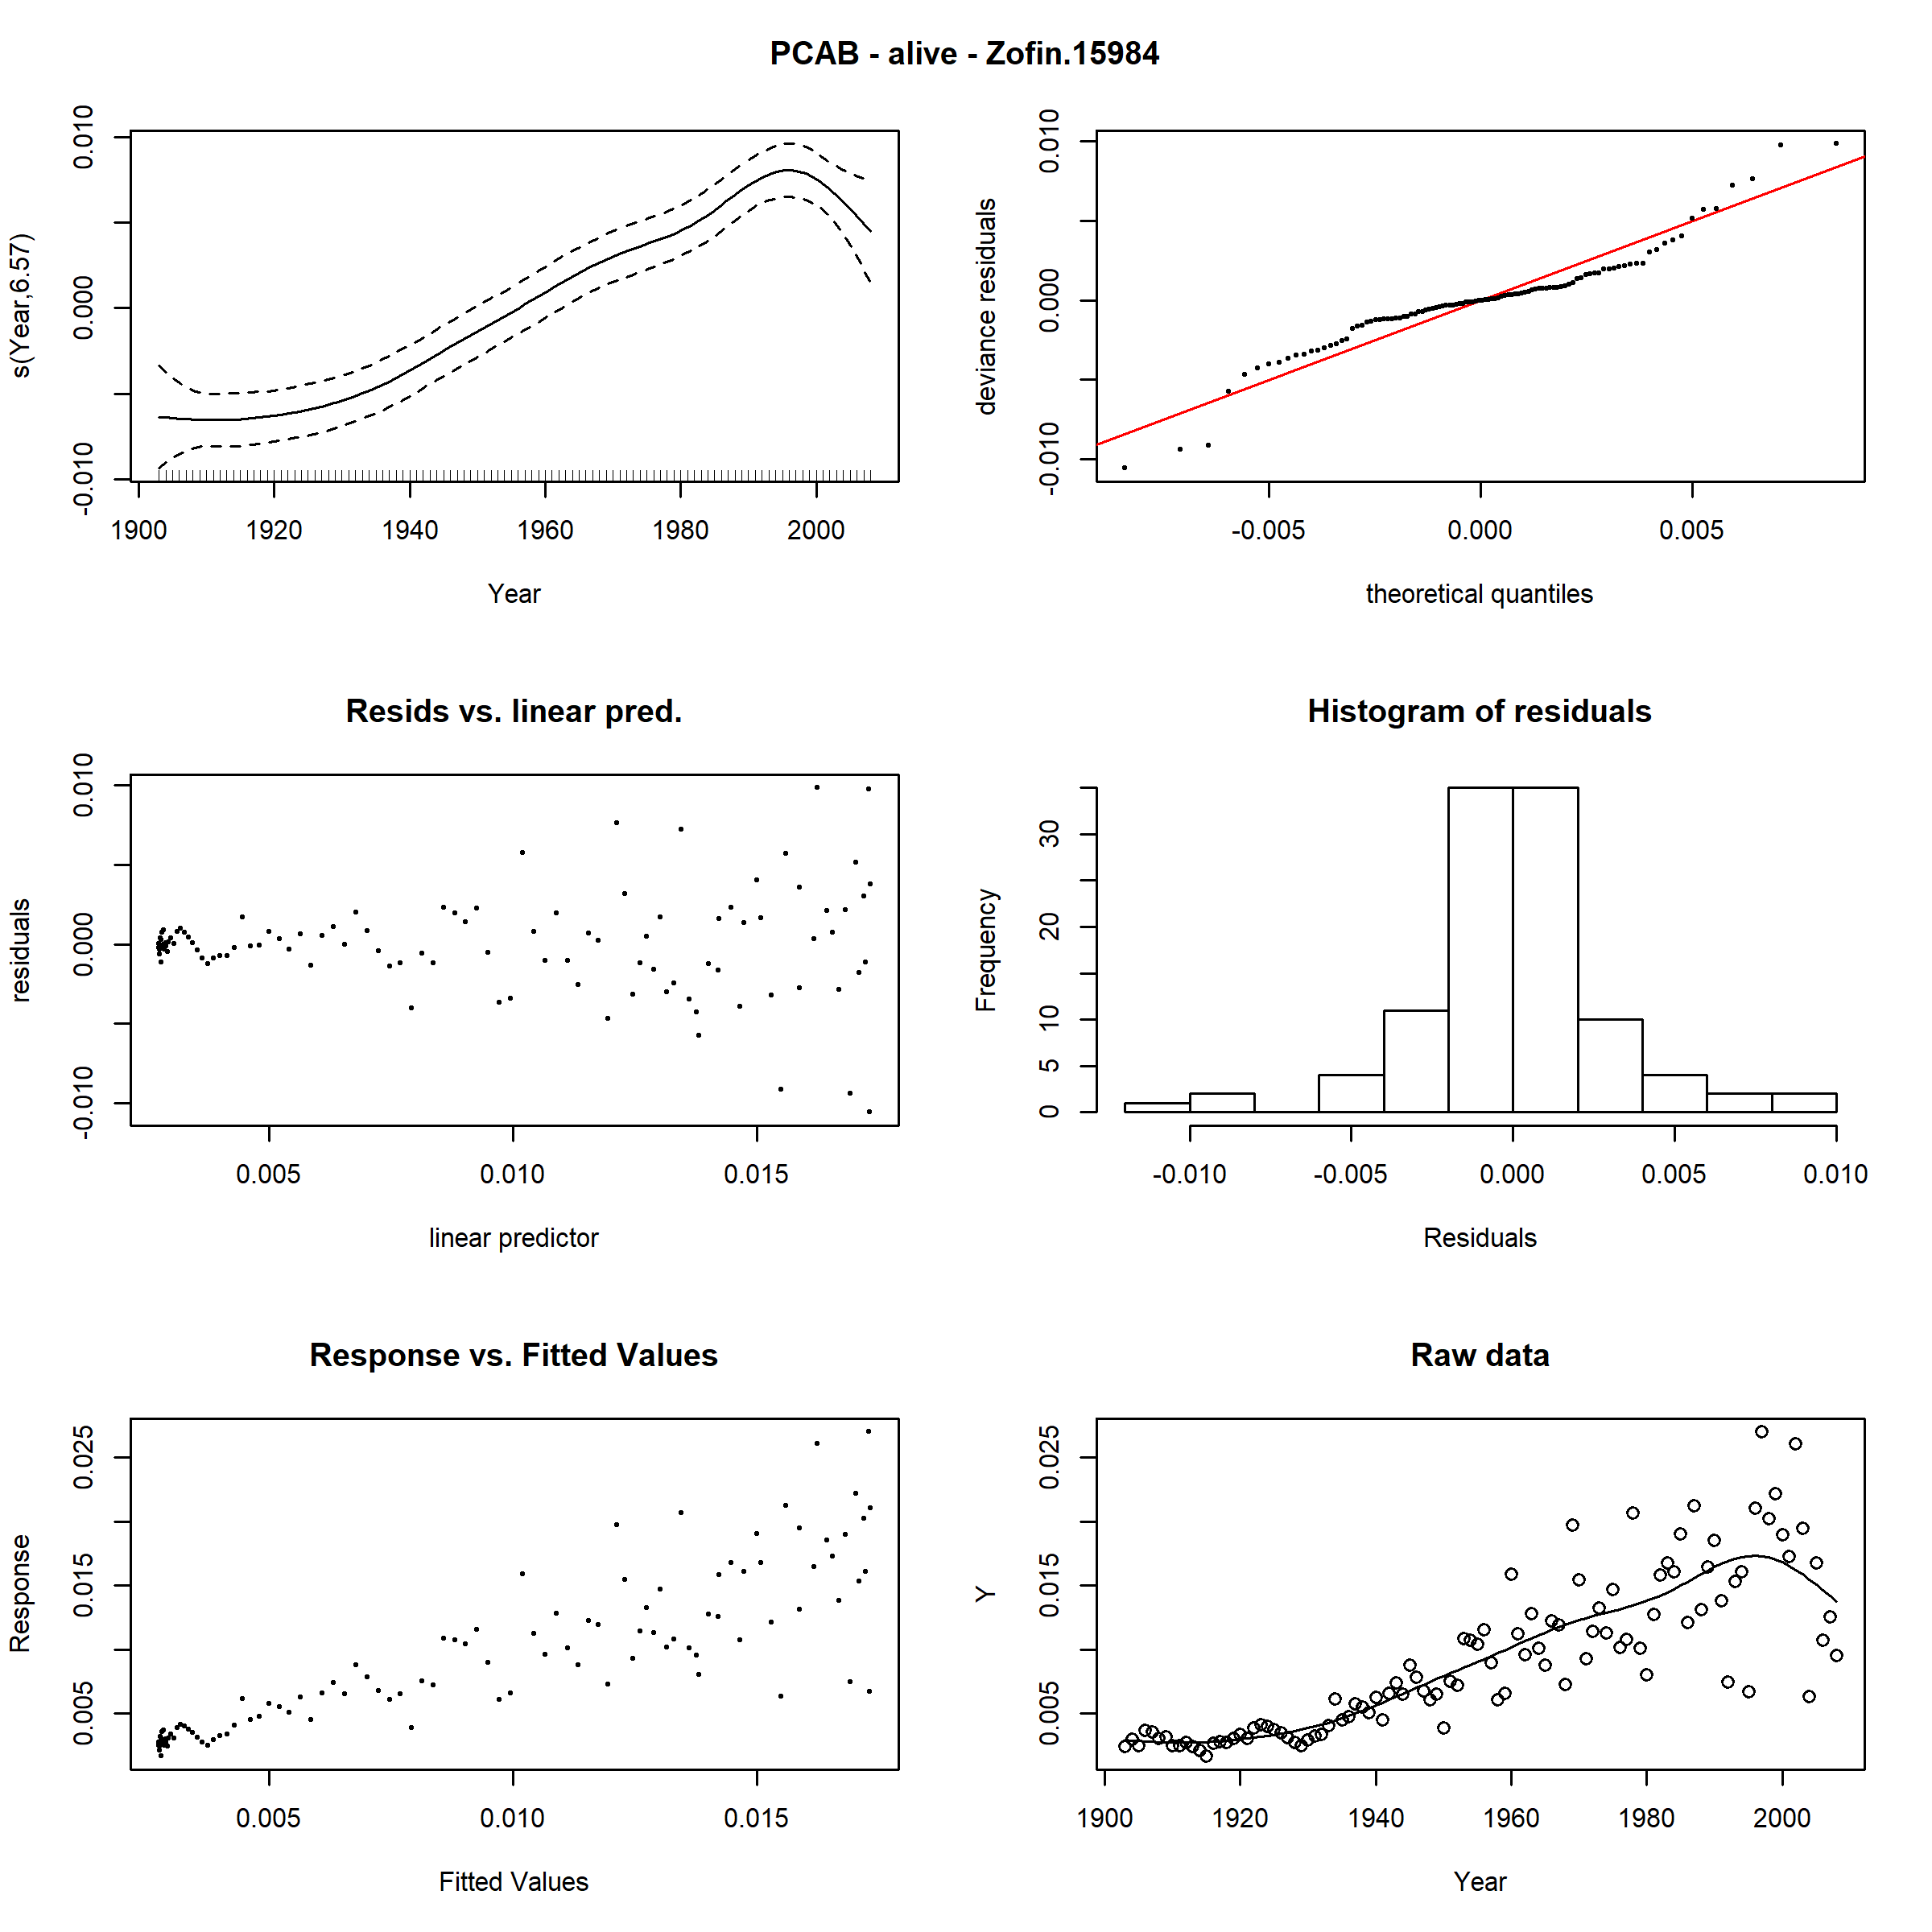 PCAB - alive - Zofin.15984
s(Year,6.57)
-0.010 0.000 0.010
1900 1920 1940 1960 1980 2000
Year
deviance residuals
-0.010 0.000 0.010
-0.005 0.000 0.005
theoretical quantiles
Resids vs. linear pred.
residuals
-0.010 0.000 0.010
0.005 0.010 0.015
linear predictor
Histogram of residuals
Frequency
0 5 10 20 30
-0.010 -0.005 0.000 0.005 0.010
Residuals
Response vs. Fitted Values
Response
0.005 0.015 0.025
0.005 0.010 0.015
Fitted Values
Raw data
Y
0.005 0.015 0.025
1900 1920 1940 1960 1980 2000
Year